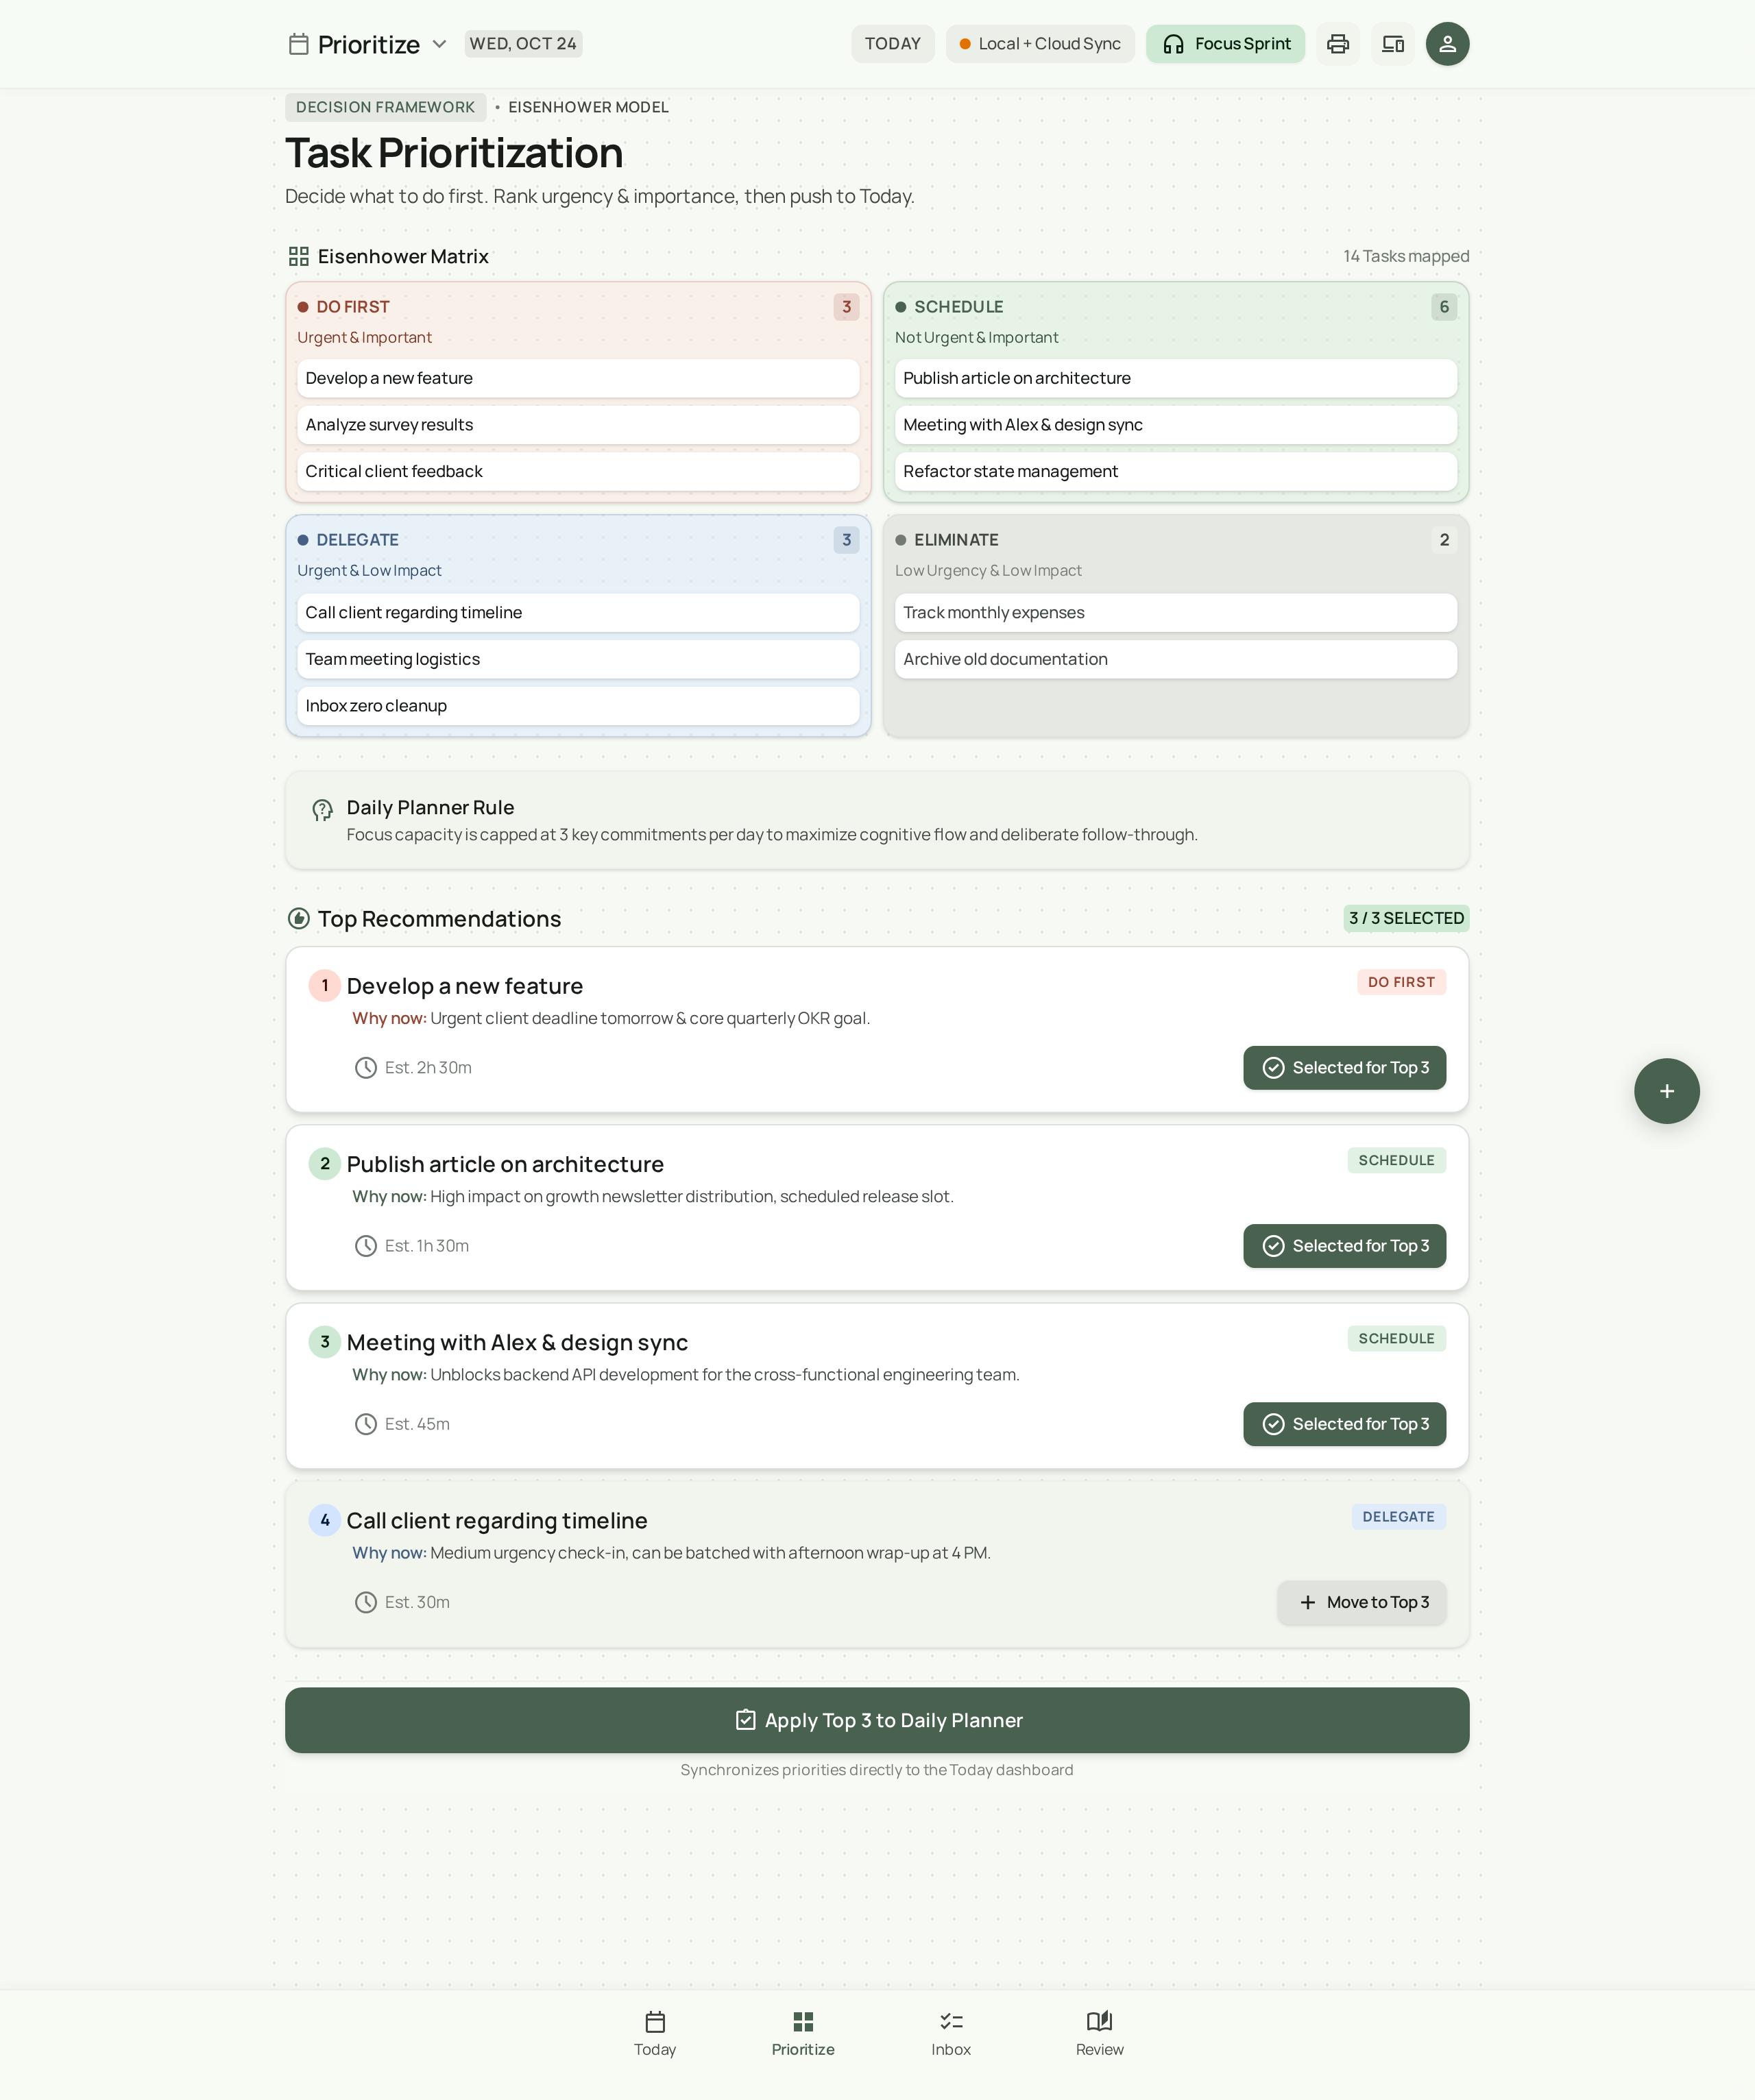 Prioritize
WED, OCT 24
TODAY
Local + Cloud Sync
Focus Sprint
DECISION FRAMEWORK • EISENHOWER MODEL
Task Prioritization
Decide what to do first. Rank urgency & importance, then push to Today.
Eisenhower Matrix
14 Tasks mapped
DO FIRST
3
Urgent & Important
Develop a new feature
Analyze survey results
Critical client feedback
SCHEDULE
6
Not Urgent & Important
Publish article on architecture
Meeting with Alex & design sync
Refactor state management
DELEGATE
3
Urgent & Low Impact
Call client regarding timeline
Team meeting logistics
Inbox zero cleanup
ELIMINATE
2
Low Urgency & Low Impact
Track monthly expenses
Archive old documentation
Daily Planner Rule
Focus capacity is capped at 3 key commitments per day to maximize cognitive flow and deliberate follow-through.
Top Recommendations
3 / 3 SELECTED
1 Develop a new feature
DO FIRST
Why now: Urgent client deadline tomorrow & core quarterly OKR goal.
Est. 2h 30m
Selected for Top 3
2 Publish article on architecture
SCHEDULE
Why now: High impact on growth newsletter distribution, scheduled release slot.
Est. 1h 30m
Selected for Top 3
3 Meeting with Alex & design sync
SCHEDULE
Why now: Unblocks backend API development for the cross-functional engineering team.
Est. 45m
Selected for Top 3
4 Call client regarding timeline
DELEGATE
Why now: Medium urgency check-in, can be batched with afternoon wrap-up at 4 PM.
Est. 30m
+ Move to Top 3
+
Apply Top 3 to Daily Planner
Synchronizes priorities directly to the Today dashboard
Today
Prioritize
Inbox
Review